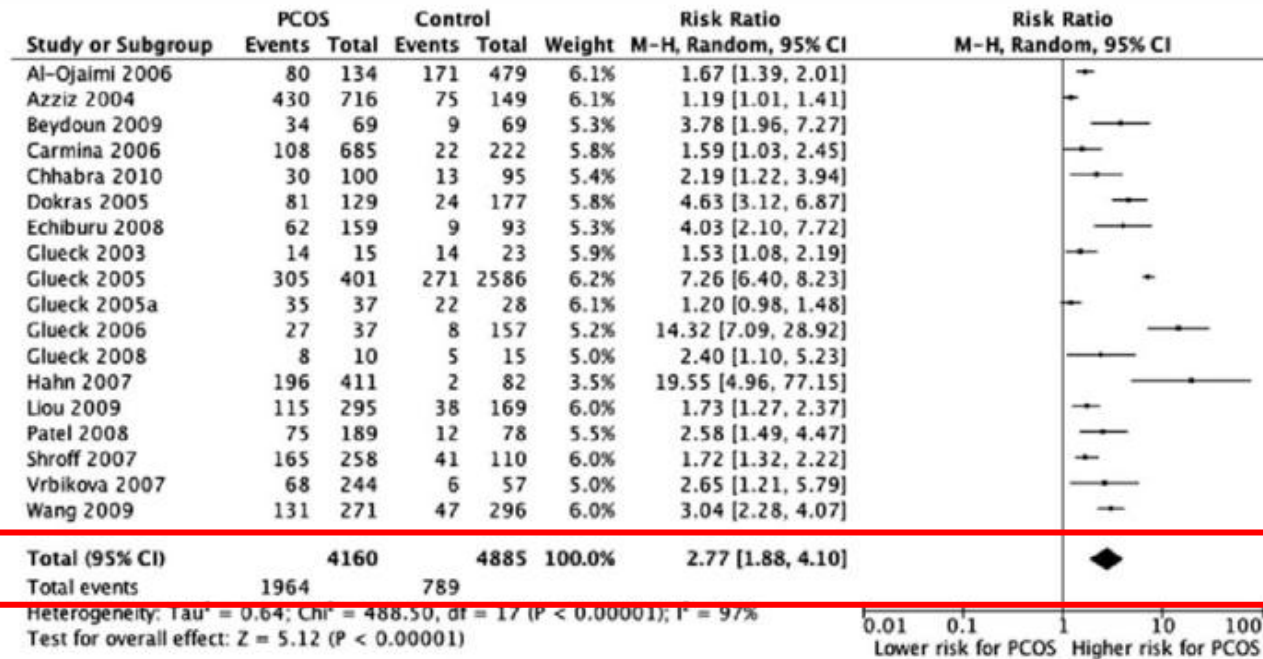 PCOS Control Risk Ratio Risk Ratio
Study or Subgroup Events Total Events Total Weight M-H, Random, 95% CI M-H, Random, 95% CI
Al-Ojaimi 2006 80 134 171 479 6.1% 1.67 [1.39, 2.01]
Azziz 2004 430 716 75 149 6.1% 1.19 [1.01, 1.41]
Beydoun 2009 34 69 9 69 5.3% 3.78 [1.96, 7.27]
Carmina 2006 108 685 22 222 5.8% 1.59 [1.03, 2.45]
Chhabra 2010 30 100 13 95 5.4% 2.19 [1.22, 3.94]
Dokras 2005 81 129 24 177 5.9% 4.63 [3.12, 6.87]
Echiburu 2008 62 159 9 93 5.3% 4.03 [2.10, 7.72]
Glueck 2003 14 15 14 23 5.9% 1.53 [1.08, 2.19]
Glueck 2005 305 401 271 2586 6.2% 7.26 [6.40, 8.23]
Glueck 2005a 35 37 22 28 6.1% 1.20 [0.98, 1.48]
Glueck 2006 27 37 8 157 5.2% 14.32 [7.09, 28.92]
Glueck 2008 8 10 5 15 5.0% 2.40 [1.10, 5.23]
Hahn 2007 196 411 2 82 3.5% 19.55 [4.96, 77.15]
Liou 2009 115 295 38 169 6.0% 1.73 [1.27, 2.37]
Patel 2008 75 189 12 78 5.5% 2.58 [1.49, 4.47]
Shroff 2007 165 258 41 110 6.0% 1.72 [1.32, 2.22]
Vrbikova 2007 68 244 6 57 5.0% 2.65 [1.21, 5.79]
Wang 2009 131 271 47 296 6.0% 3.04 [2.28, 4.07]
Total (95% CI) 4160 4885 100.0% 2.77 [1.88, 4.10]
Total events 1964 789
Heterogeneity: Tau² = 0.64; Chi² = 488.50, df = 17 (P < 0.00001); I² = 97%
Test for overall effect: Z = 5.12 (P < 0.00001)
0.01 0.1 1 10 100
Lower risk for PCOS Higher risk for PCOS